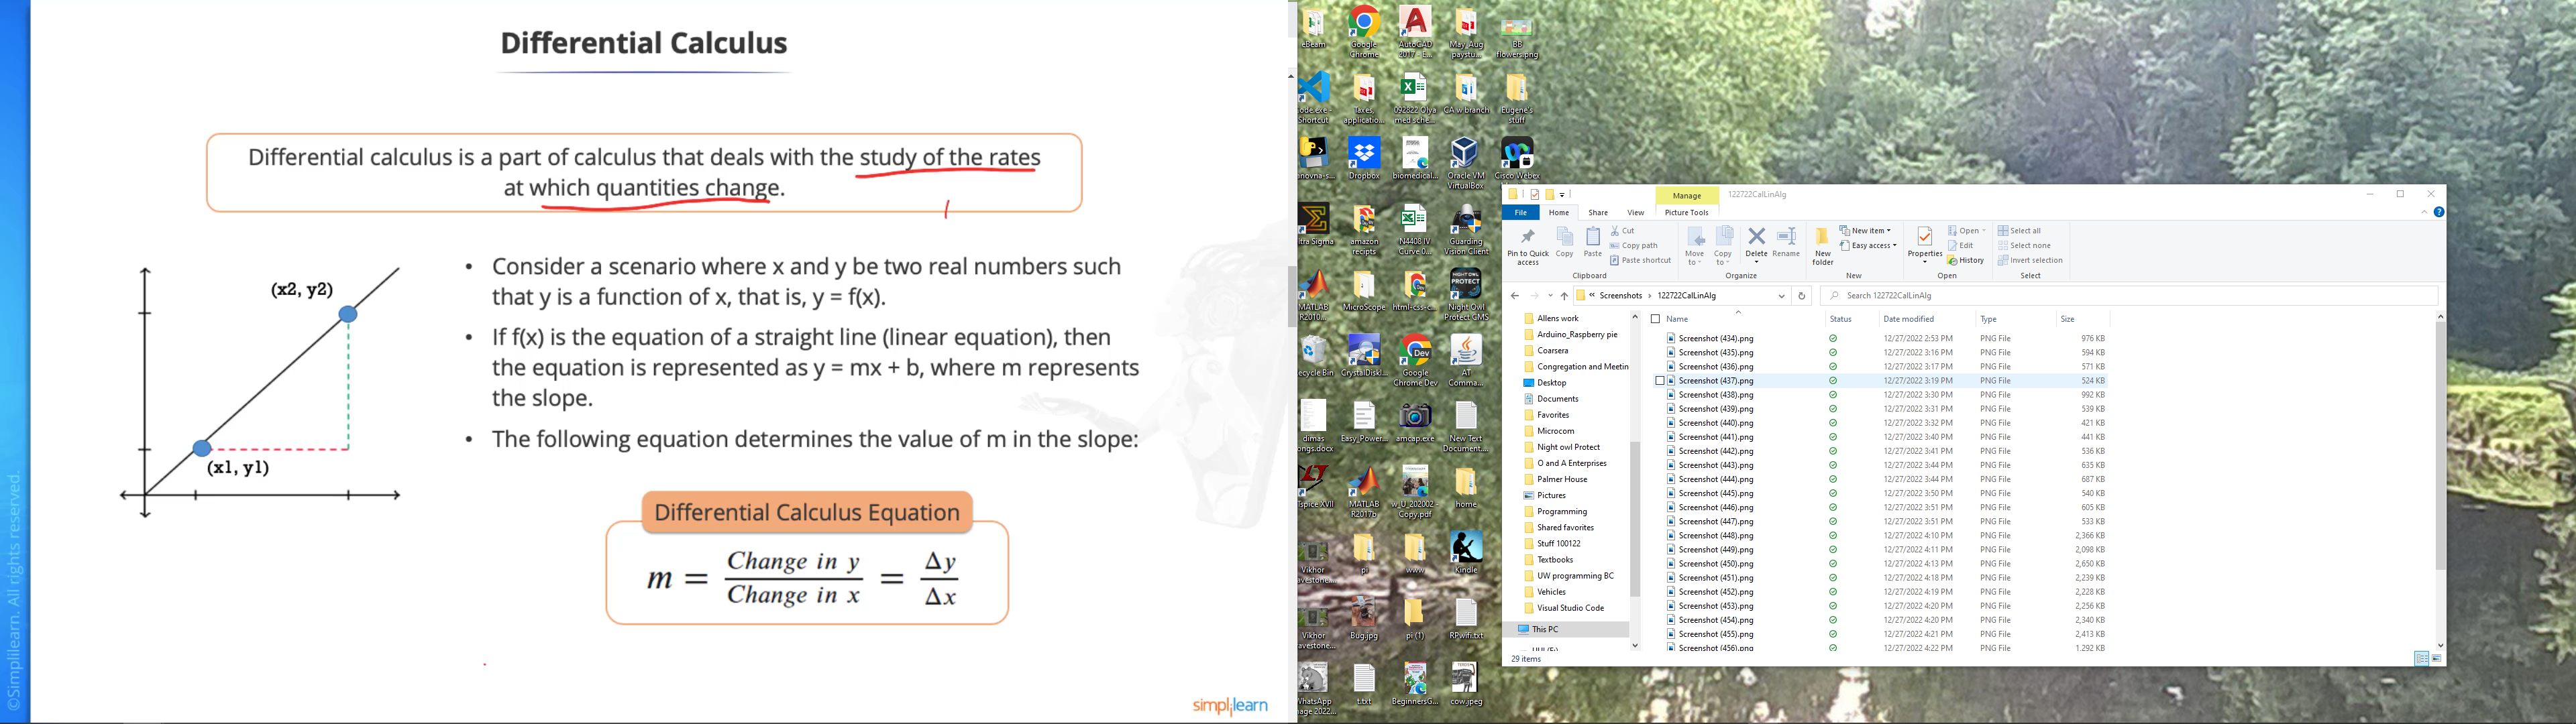 Differential Calculus
Differential calculus is a part of calculus that deals with the study of the rates
at which quantities change.
(x2, y2)
(x1, y1)
• Consider a scenario where x and y be two real numbers such
that y is a function of x, that is, y = f(x).
• If f(x) is the equation of a straight line (linear equation), then
the equation is represented as y = mx + b, where m represents
the slope.
• The following equation determines the value of m in the slope:
Differential Calculus Equation
m = Change in y / Change in x = Δy / Δx
©Simplilearn. All rights reserved.
simplilearn
eBeam
Google
Chrome
AutoCAD
2017 - E...
May_Aug
paystu...
BB
flowers.png
ode.exe -
Shortcut
Taxes,
applicatio...
092822 Olya
med sche...
CA w branch
Eugene's
stuff
anovna-s...
Dropbox
biomedical...
Oracle VM
VirtualBox
Cisco Webex
ltra Sigma
amazon
recipts
N4408 IV
Curve 0...
Guarding
Vision Client
MATLAB
R2010...
MicroScope
html-css-c...
Night Owl
Protect CMS
ecycle Bin
CrystalDiskI...
Google
Chrome Dev
AT
Comma...
dimas
ongs.docx
Easy_Power...
amcap.exe
New Text
Document...
tspice XVII
MATLAB
R2017b
w_U_202002 -
Copy.pdf
home
Vikhor
avestone...
pi
www
Kindle
Vikhor
avestone...
Bug.jpg
pi (1)
RPwifi.txt
WhatsApp
age 2022...
t.txt
BeginnersG...
cow.jpeg
Manage
122722CalLinAlg
File
Home
Share
View
Picture Tools
Pin to Quick
access
Copy
Paste
Cut
Copy path
Paste shortcut
Clipboard
Move
to
Copy
to
Delete
Rename
Organize
New
folder
New item
Easy access
New
Properties
Open
Edit
History
Open
Select all
Select none
Invert selection
Select
« Screenshots › 122722CalLinAlg
Search 122722CalLinAlg
Allens work
Arduino_Raspberry pie
Coarsera
Congregation and Meetin
Desktop
Documents
Favorites
Microcom
Night owl Protect
O and A Enterprises
Palmer House
Pictures
Programming
Shared favorites
Stuff 100122
Textbooks
UW programming BC
Vehicles
Visual Studio Code
This PC
Name Status Date modified Type Size
Screenshot (434).png 12/27/2022 2:53 PM PNG File 976 KB
Screenshot (435).png 12/27/2022 3:16 PM PNG File 594 KB
Screenshot (436).png 12/27/2022 3:17 PM PNG File 571 KB
Screenshot (437).png 12/27/2022 3:19 PM PNG File 524 KB
Screenshot (438).png 12/27/2022 3:30 PM PNG File 992 KB
Screenshot (439).png 12/27/2022 3:31 PM PNG File 539 KB
Screenshot (440).png 12/27/2022 3:32 PM PNG File 421 KB
Screenshot (441).png 12/27/2022 3:40 PM PNG File 441 KB
Screenshot (442).png 12/27/2022 3:41 PM PNG File 536 KB
Screenshot (443).png 12/27/2022 3:44 PM PNG File 635 KB
Screenshot (444).png 12/27/2022 3:44 PM PNG File 687 KB
Screenshot (445).png 12/27/2022 3:50 PM PNG File 540 KB
Screenshot (446).png 12/27/2022 3:51 PM PNG File 605 KB
Screenshot (447).png 12/27/2022 3:51 PM PNG File 533 KB
Screenshot (448).png 12/27/2022 4:10 PM PNG File 2,366 KB
Screenshot (449).png 12/27/2022 4:11 PM PNG File 2,098 KB
Screenshot (450).png 12/27/2022 4:13 PM PNG File 2,650 KB
Screenshot (451).png 12/27/2022 4:18 PM PNG File 2,239 KB
Screenshot (452).png 12/27/2022 4:19 PM PNG File 2,228 KB
Screenshot (453).png 12/27/2022 4:20 PM PNG File 2,256 KB
Screenshot (454).png 12/27/2022 4:20 PM PNG File 2,340 KB
Screenshot (455).png 12/27/2022 4:21 PM PNG File 2,413 KB
Screenshot (456).png 12/27/2022 4:22 PM PNG File 1,292 KB
29 items